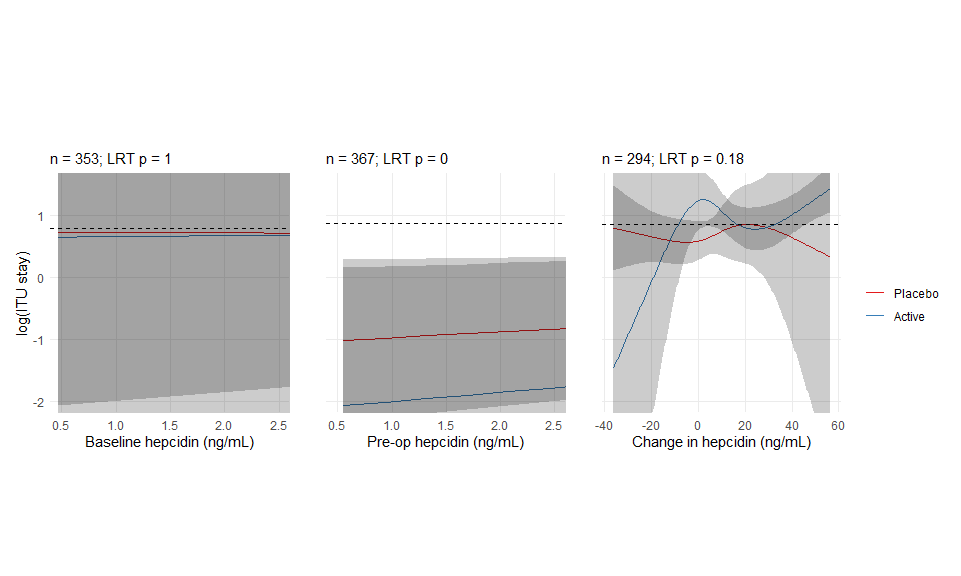 n = 353; LRT p = 1
n = 367; LRT p = 0
n = 294; LRT p = 0.18
log(ITU stay)
1
0
-1
-2
0.5 1.0 1.5 2.0 2.5
0.5 1.0 1.5 2.0 2.5
-40 -20 0 20 40 60
Baseline hepcidin (ng/mL)
Pre-op hepcidin (ng/mL)
Change in hepcidin (ng/mL)
Placebo
Active